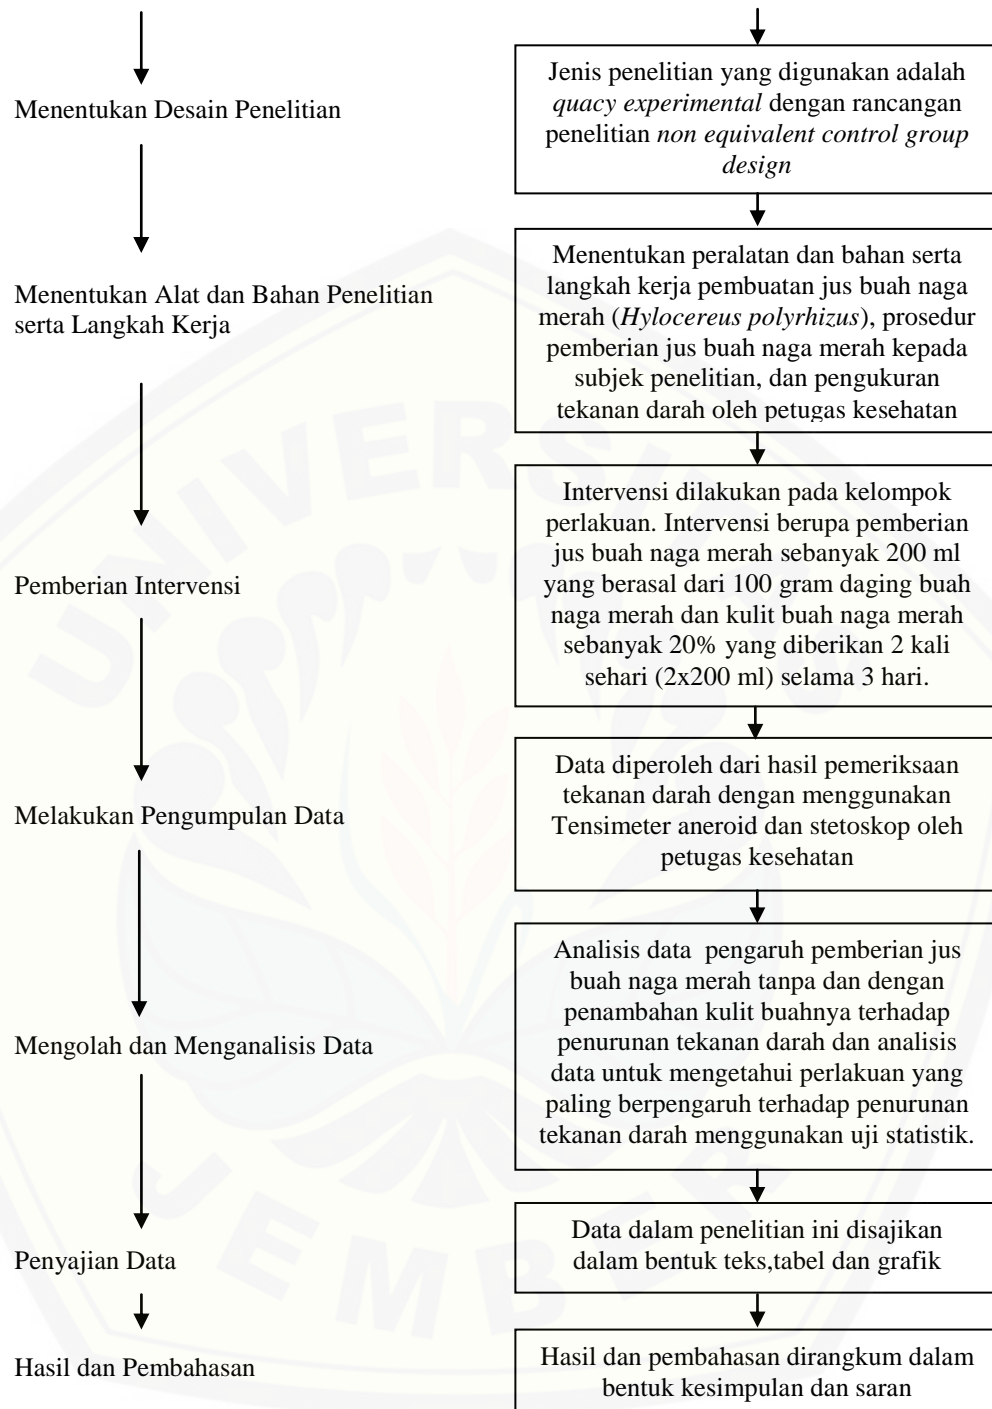 Menentukan Desain Penelitian
Jenis penelitian yang digunakan adalah
quacy experimental dengan rancangan
penelitian non equivalent control group
design
Menentukan Alat dan Bahan Penelitian
serta Langkah Kerja
Menentukan peralatan dan bahan serta
langkah kerja pembuatan jus buah naga
merah (Hylocereus polyrhizus), prosedur
pemberian jus buah naga merah kepada
subjek penelitian, dan pengukuran
tekanan darah oleh petugas kesehatan
Pemberian Intervensi
Intervensi dilakukan pada kelompok
perlakuan. Intervensi berupa pemberian
jus buah naga merah sebanyak 200 ml
yang berasal dari 100 gram daging buah
naga merah dan kulit buah naga merah
sebanyak 20% yang diberikan 2 kali
sehari (2x200 ml) selama 3 hari.
Melakukan Pengumpulan Data
Data diperoleh dari hasil pemeriksaan
tekanan darah dengan menggunakan
Tensimeter aneroid dan stetoskop oleh
petugas kesehatan
Mengolah dan Menganalisis Data
Analisis data  pengaruh pemberian jus
buah naga merah tanpa dan dengan
penambahan kulit buahnya terhadap
penurunan tekanan darah dan analisis
data untuk mengetahui perlakuan yang
paling berpengaruh terhadap penurunan
tekanan darah menggunakan uji statistik.
Penyajian Data
Data dalam penelitian ini disajikan
dalam bentuk teks,tabel dan grafik
Hasil dan Pembahasan
Hasil dan pembahasan dirangkum dalam
bentuk kesimpulan dan saran
UNIVERSITAS
JEMBER